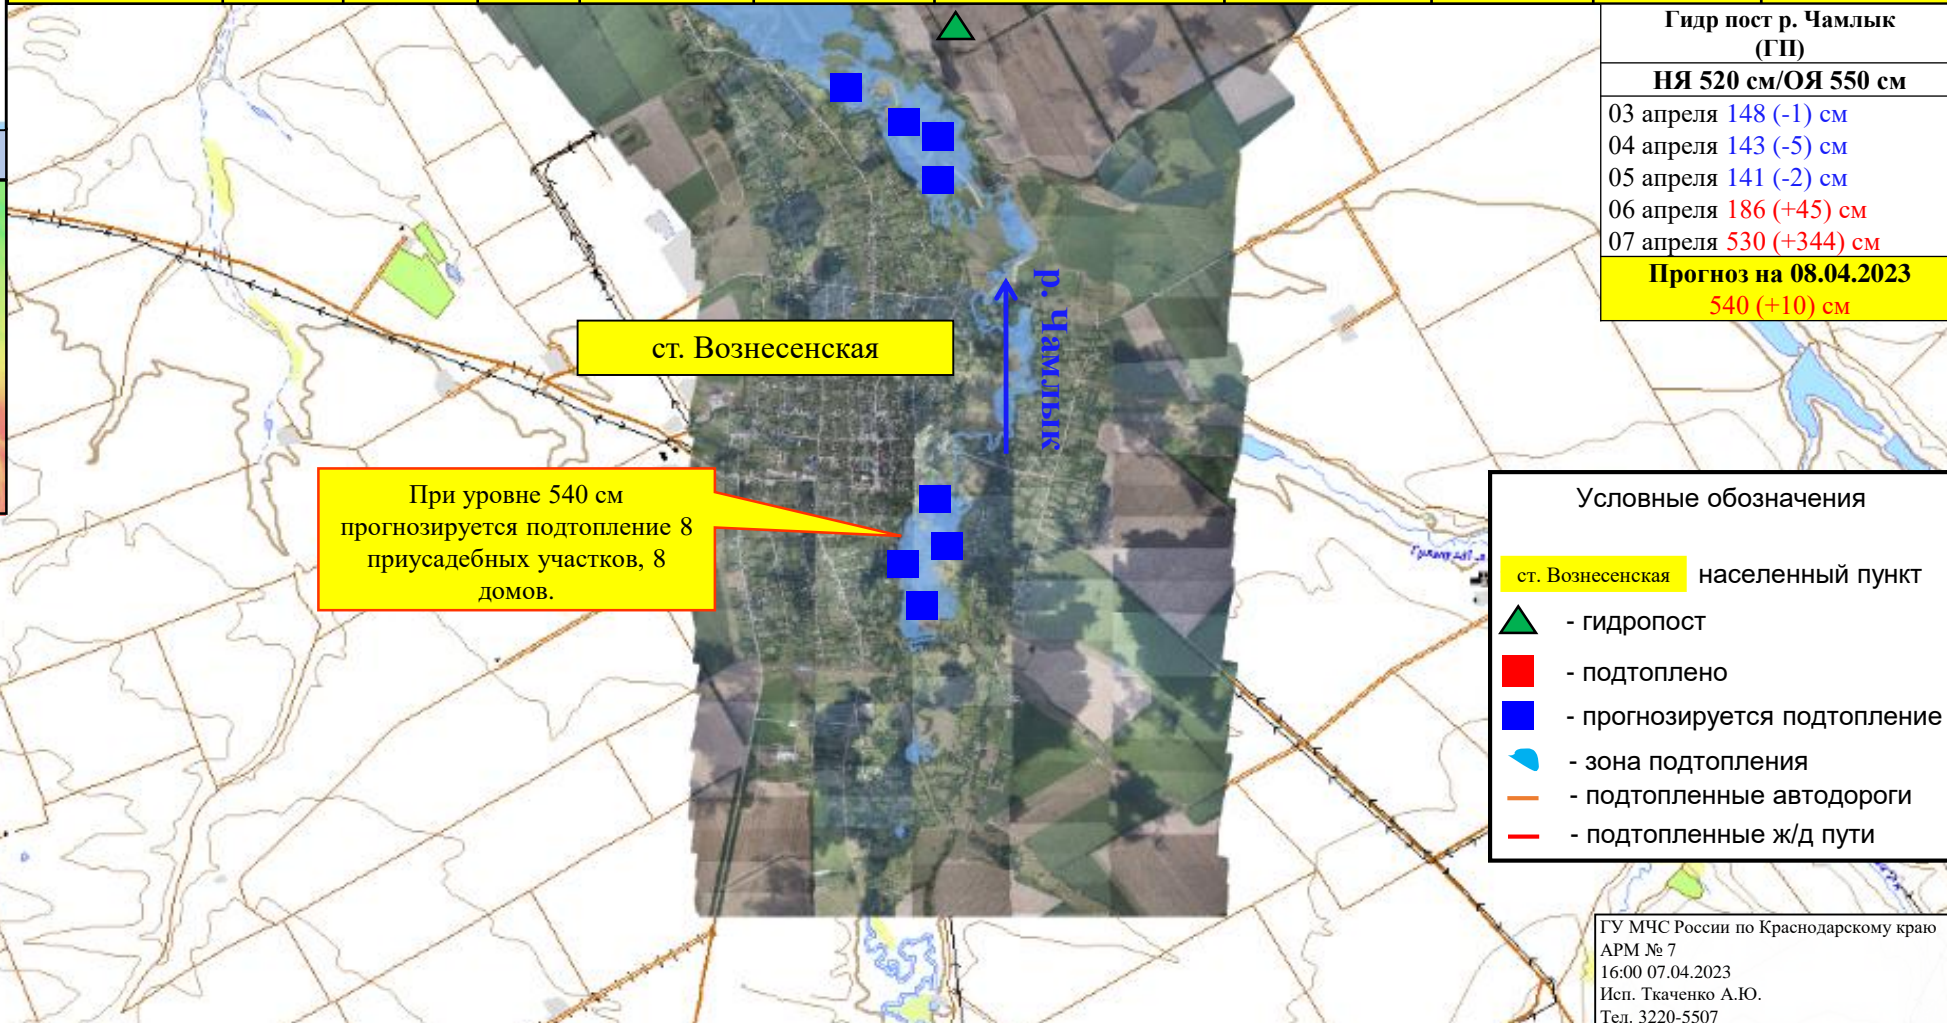 Гидр пост р. Чамлык
(ГП)
НЯ 520 см/ОЯ 550 см
03 апреля 148 (-1) см
04 апреля 143 (-5) см
05 апреля 141 (-2) см
06 апреля 186 (+45) см
07 апреля 530 (+344) см
Прогноз на 08.04.2023
540 (+10) см
р. Чамлык
ст. Вознесенская
При уровне 540 см
прогнозируется подтопление 8
приусадебных участков, 8
домов.
Условные обозначения
ст. Вознесенская населенный пункт
- гидропост
- подтоплено
- прогнозируется подтопление
- зона подтопления
- подтопленные автодороги
- подтопленные ж/д пути
ГУ МЧС России по Краснодарскому краю
АРМ № 7
16:00 07.04.2023
Исп. Ткаченко А.Ю.
Тел. 3220-5507